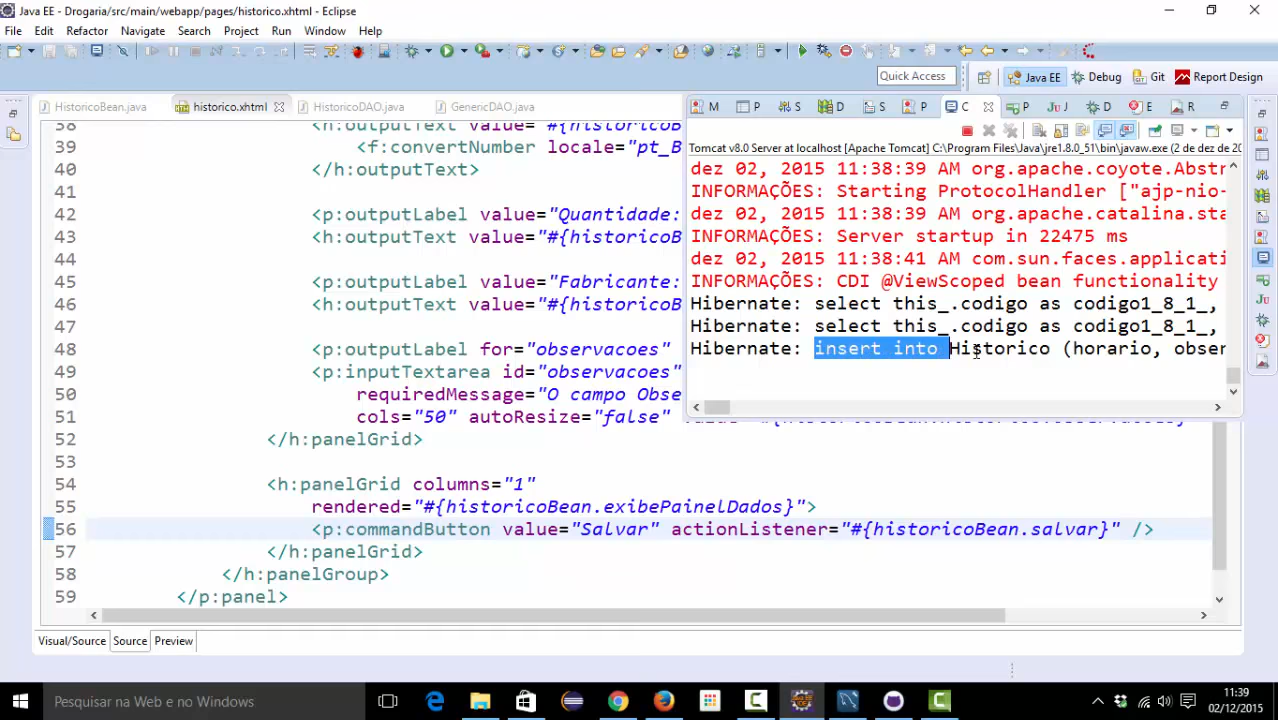 Java EE - Drogaria/src/main/webapp/pages/historico.xhtml - Eclipse
File Edit Refactor Navigate Search Project Run Window Help
Quick Access
Java EE
Debug
Git
Report Design
HistoricoBean.java
historico.xhtml
HistoricoDAO.java
GenericDAO.java
M P S D S P C P J D E R
Tomcat v8.0 Server at localhost [Apache Tomcat] C:\Program Files\Java\jre1.8.0_51\bin\javaw.exe (2 de dez de 20
dez 02, 2015 11:38:39 AM org.apache.coyote.Abstr
INFORMAÇÕES: Starting ProtocolHandler ["ajp-nio-
dez 02, 2015 11:38:39 AM org.apache.catalina.sta
INFORMAÇÕES: Server startup in 22475 ms
dez 02, 2015 11:38:41 AM com.sun.faces.applicati
INFORMAÇÕES: CDI @ViewScoped bean functionality
Hibernate: select this_.codigo as codigo1_8_1_,
Hibernate: select this_.codigo as codigo1_8_1_,
Hibernate: insert into Historico (horario, obser
38 <h:outputText value="#{historicoB
39 <f:convertNumber locale="pt_B
40 </h:outputText>
41
42 <p:outputLabel value="Quantidade:
43 <h:outputText value="#{historicoB
44
45 <p:outputLabel value="Fabricante:
46 <h:outputText value="#{historicoB
47
48 <p:outputLabel for="observacoes"
49 <p:inputTextarea id="observacoes"
50 requiredMessage="O campo Obse
51 cols="50" autoResize="false"
52 </h:panelGrid>
53
54 <h:panelGrid columns="1"
55 rendered="#{historicoBean.exibePainelDados}">
56 <p:commandButton value="Salvar" actionListener="#{historicoBean.salvar}" />
57 </h:panelGrid>
58 </h:panelGroup>
59 </p:panel>
Visual/Source Source Preview
Pesquisar na Web e no Windows
11:39
02/12/2015